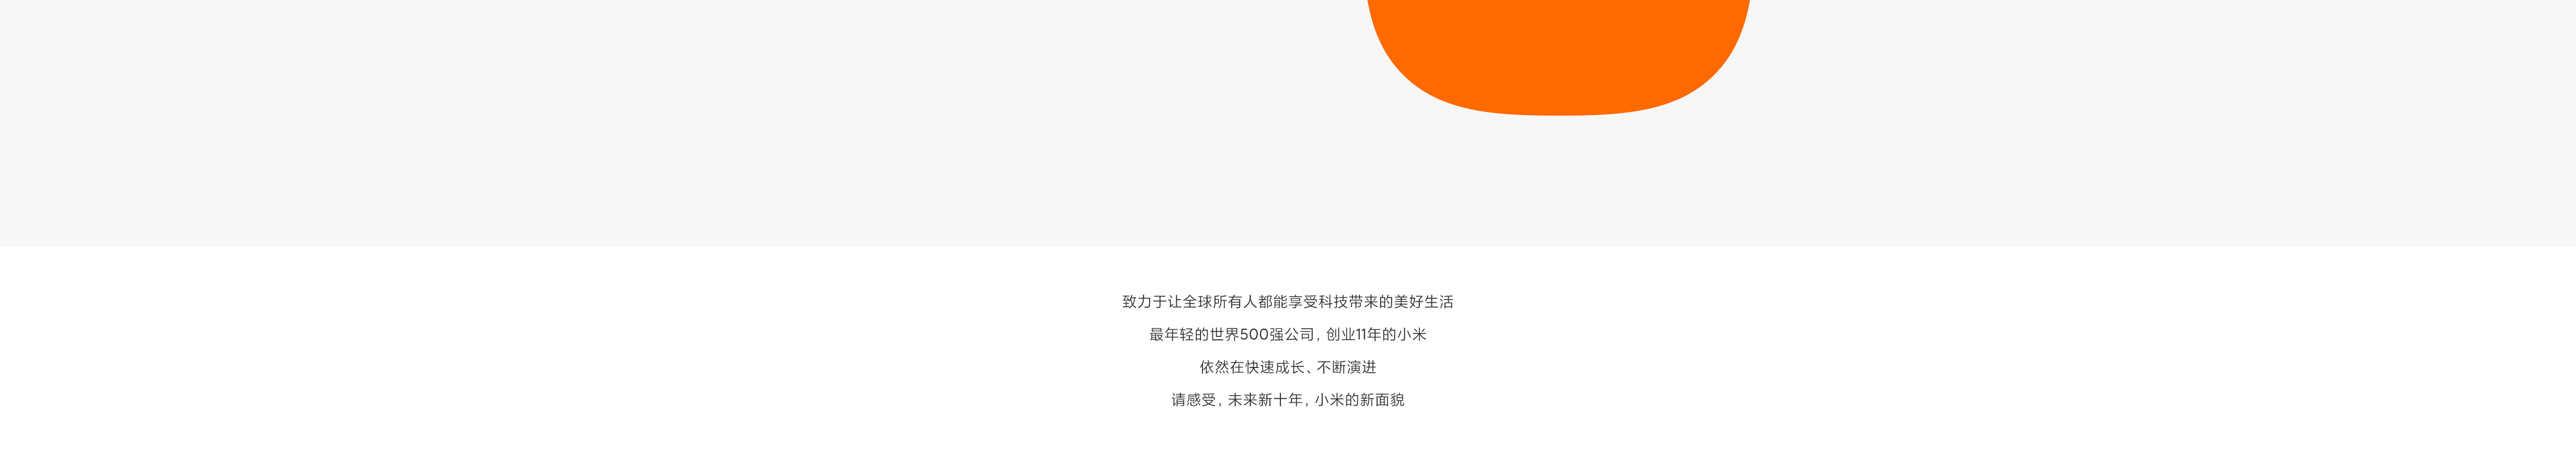 致力于让全球所有人都能享受科技带来的美好生活
最年轻的世界500强公司，创业11年的小米
依然在快速成长、不断演进
请感受，未来新十年，小米的新面貌